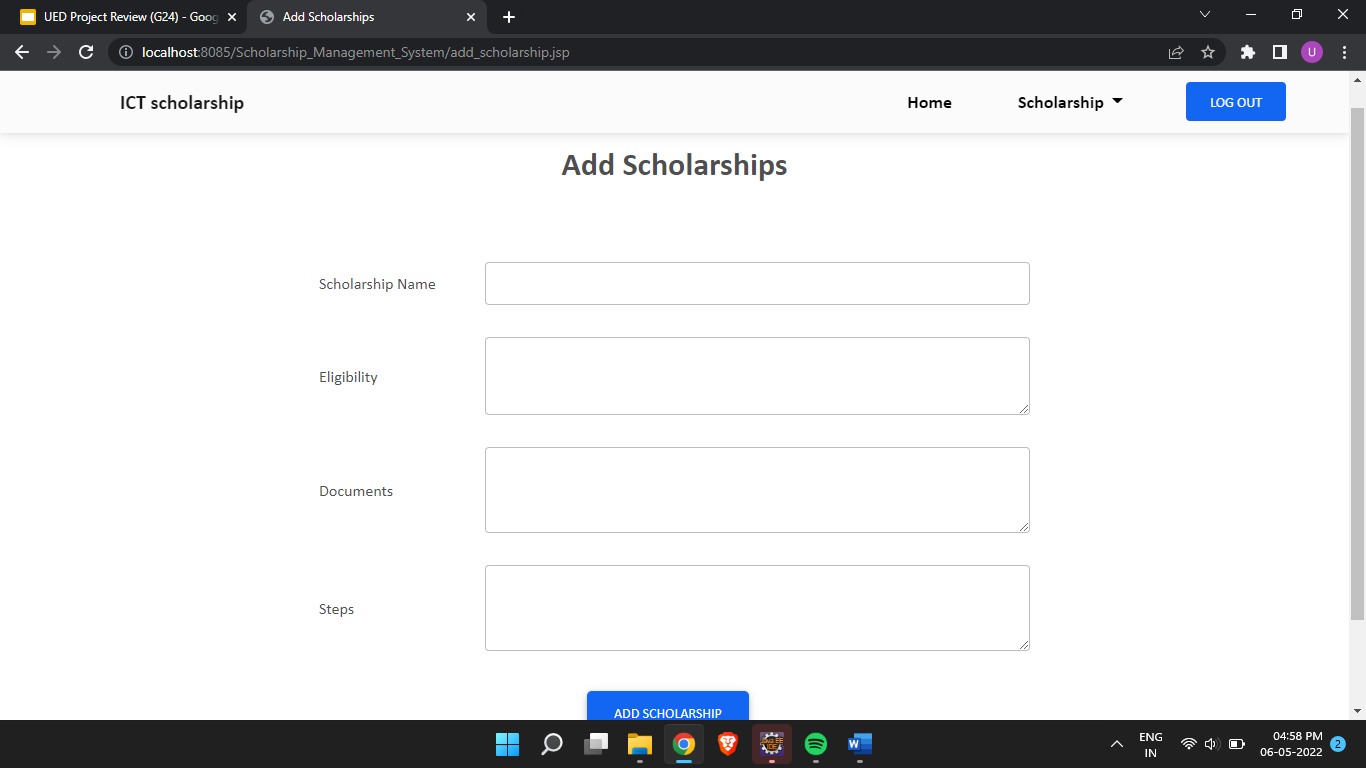 UED Project Review (G24) - Goog
Add Scholarships
localhost:8085/Scholarship_Management_System/add_scholarship.jsp
U
ICT scholarship
Home
Scholarship
LOG OUT
Add Scholarships
Scholarship Name
Eligibility
Documents
Steps
ADD SCHOLARSHIP
ENG
IN
04:58 PM
06-05-2022
2